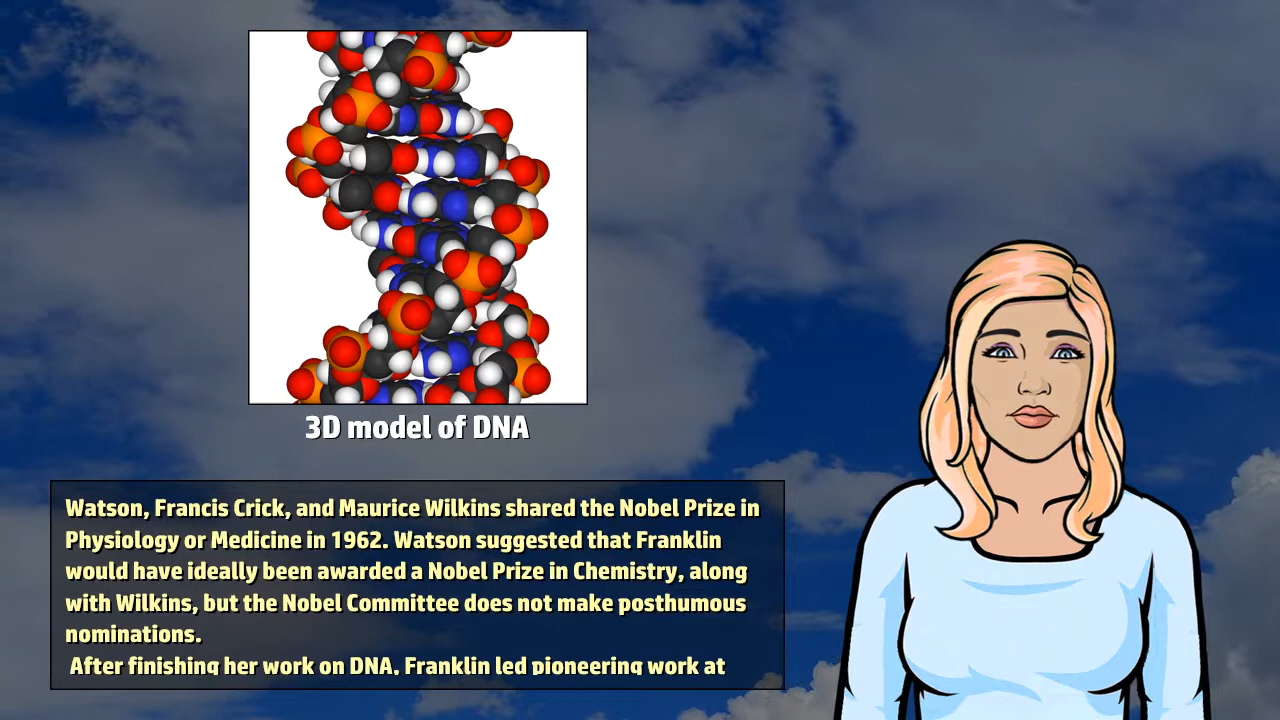 3D model of DNA
Watson, Francis Crick, and Maurice Wilkins shared the Nobel Prize in
Physiology or Medicine in 1962. Watson suggested that Franklin
would have ideally been awarded a Nobel Prize in Chemistry, along
with Wilkins, but the Nobel Committee does not make posthumous
nominations.
After finishing her work on DNA, Franklin led pioneering work at